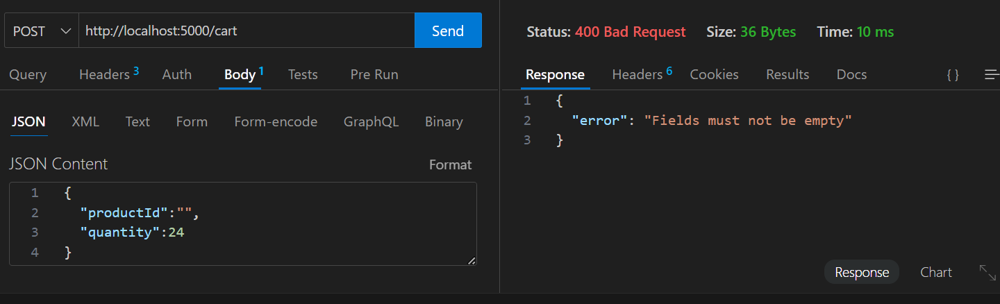 POST http://localhost:5000/cart Send
Query Headers 3 Auth Body 1 Tests Pre Run
JSON XML Text Form Form-encode GraphQL Binary
JSON Content Format
1 {
2 "productId":"",
3 "quantity":24
4 }
Status: 400 Bad Request Size: 36 Bytes Time: 10 ms
Response Headers 6 Cookies Results Docs { }
1 {
2 "error": "Fields must not be empty"
3 }
Response Chart